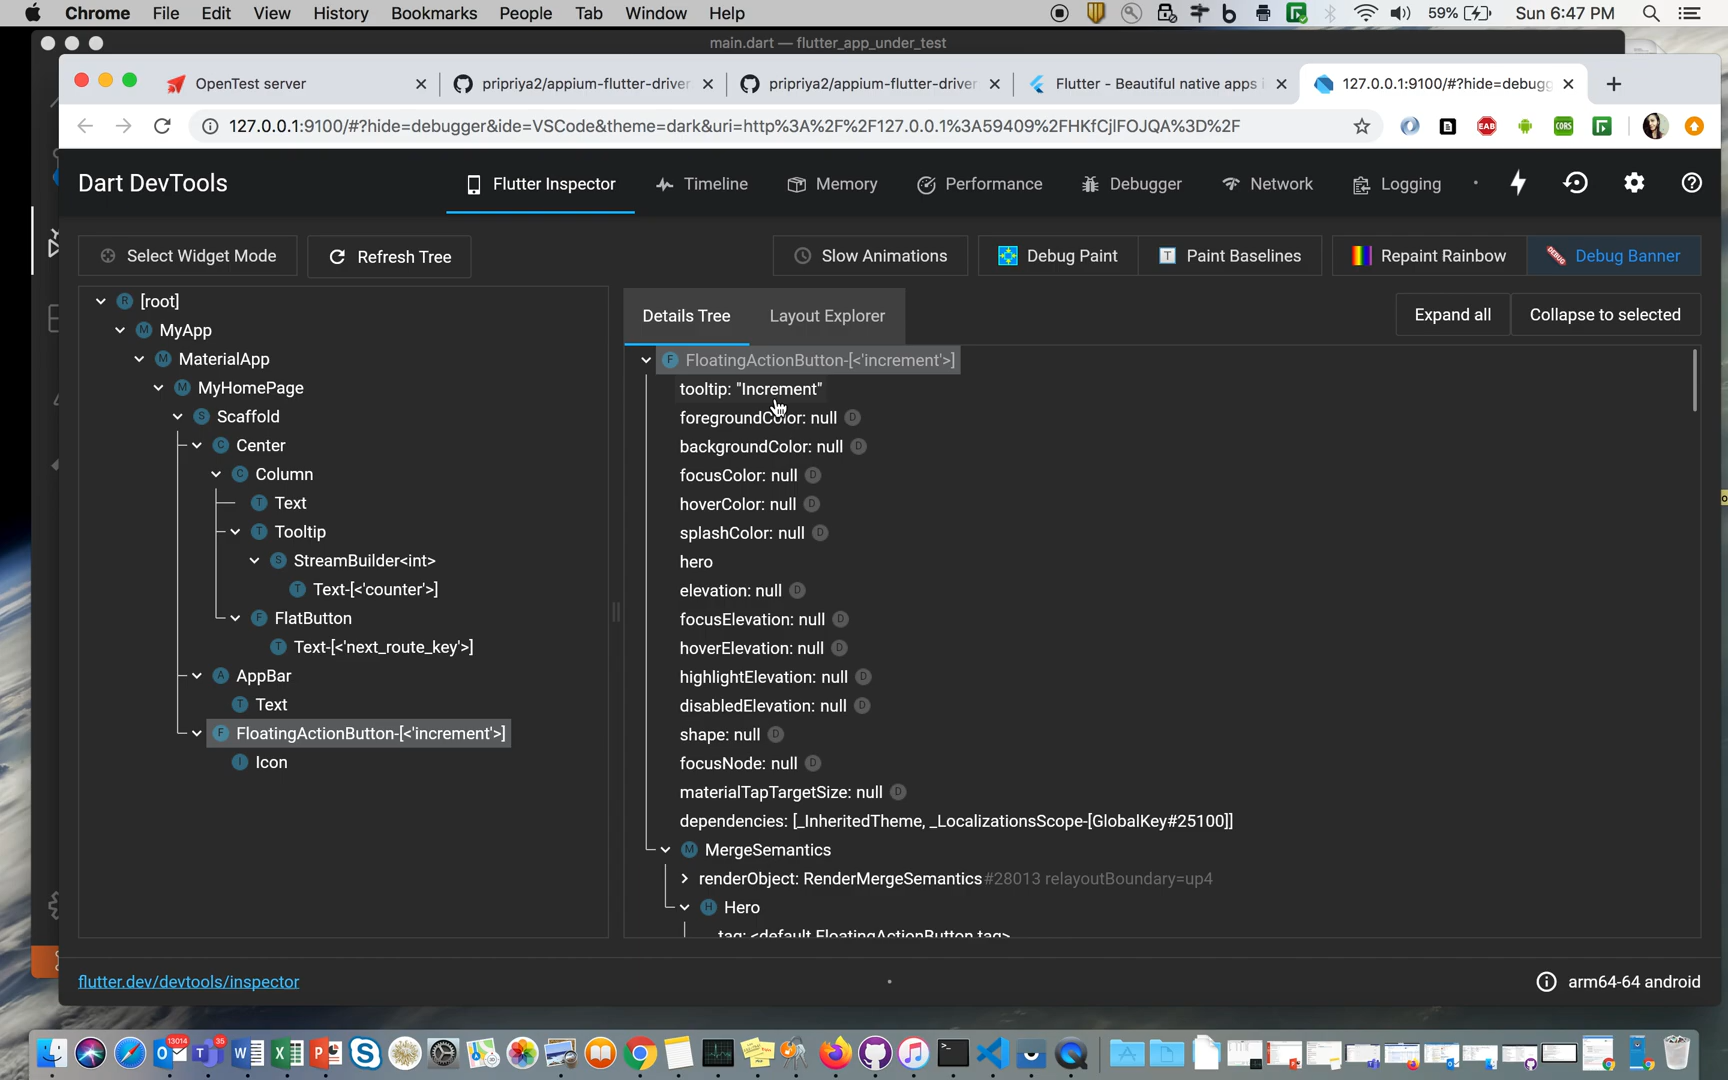 Chrome File Edit View History Bookmarks People Tab Window Help 59% Sun 6:47 PM
main.dart — flutter_app_under_test
OpenTest server pripriya2/appium-flutter-driver pripriya2/appium-flutter-driver Flutter - Beautiful native apps i 127.0.0.1:9100/#?hide=debugg
127.0.0.1:9100/#?hide=debugger&ide=VSCode&theme=dark&uri=http%3A%2F%2F127.0.0.1%3A59409%2FHKfCjlFOJQA%3D%2F EAB CORS
Dart DevTools Flutter Inspector Timeline Memory Performance Debugger Network Logging
Select Widget Mode Refresh Tree Slow Animations Debug Paint Paint Baselines Repaint Rainbow Debug Banner
[root]
MyApp
MaterialApp
MyHomePage
Scaffold
Center
Column
Text
Tooltip
StreamBuilder<int>
Text-[<'counter'>]
FlatButton
Text-[<'next_route_key'>]
AppBar
Text
FloatingActionButton-[<'increment'>]
Icon
Details Tree Layout Explorer Expand all Collapse to selected
FloatingActionButton-[<'increment'>]
tooltip: "Increment"
foregroundColor: null
backgroundColor: null
focusColor: null
hoverColor: null
splashColor: null
hero
elevation: null
focusElevation: null
hoverElevation: null
highlightElevation: null
disabledElevation: null
shape: null
focusNode: null
materialTapTargetSize: null
dependencies: [_InheritedTheme, _LocalizationsScope-[GlobalKey#25100]]
MergeSemantics
renderObject: RenderMergeSemantics#28013 relayoutBoundary=up4
Hero
tag: <default FloatingActionButton tag>
flutter.dev/devtools/inspector arm64-64 android
13014 35